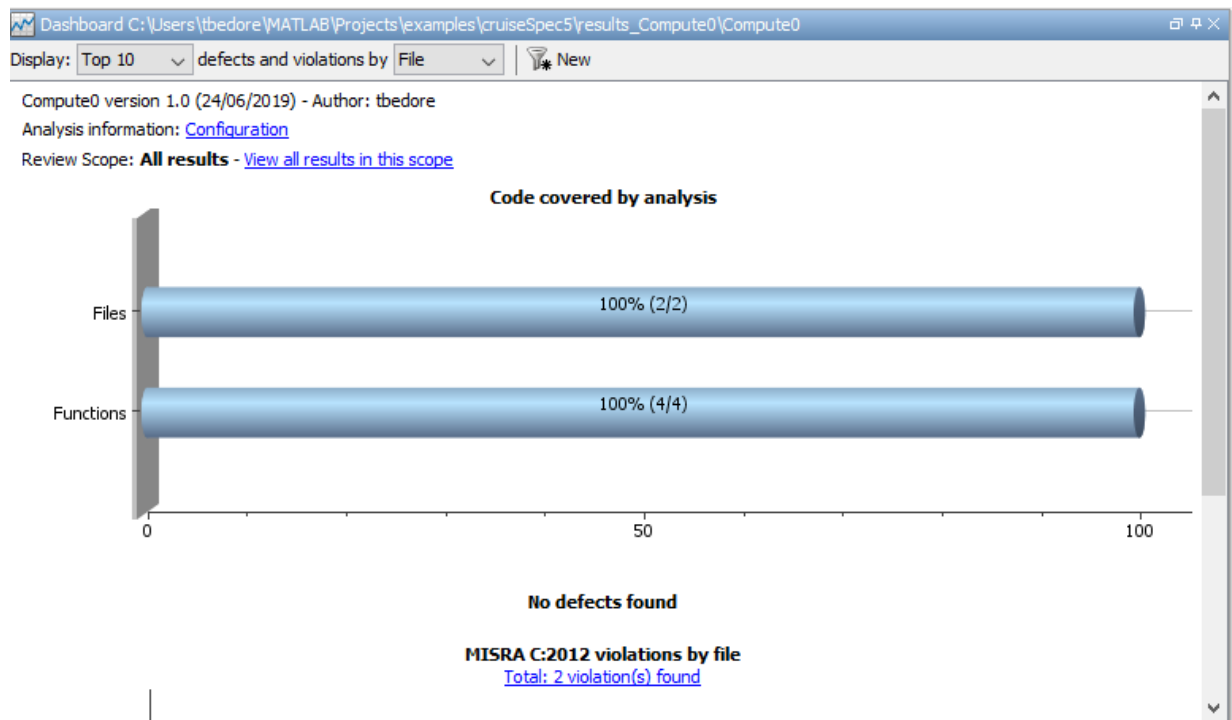 Dashboard C:\Users\tbedore\MATLAB\Projects\examples\cruiseSpec5\results_Compute0\Compute0
Display: Top 10 defects and violations by File New
Compute0 version 1.0 (24/06/2019) - Author: tbedore
Analysis information: Configuration
Review Scope: All results - View all results in this scope
Code covered by analysis
Files 100% (2/2)
Functions 100% (4/4)
0 50 100
No defects found
MISRA C:2012 violations by file
Total: 2 violation(s) found